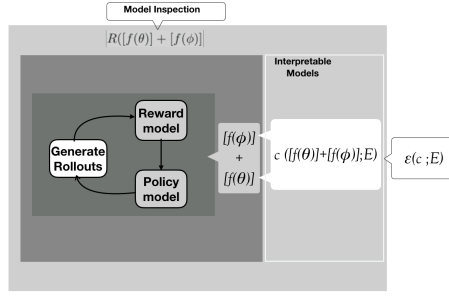 Model Inspection
|R([f(θ)] + [f(ϕ)]|
Interpretable
Models
Reward
model
Generate
Rollouts
Policy
model
[f(ϕ)]
+
[f(θ)]
c ([f(θ)]+[f(ϕ)];E)
ε(c ;E)